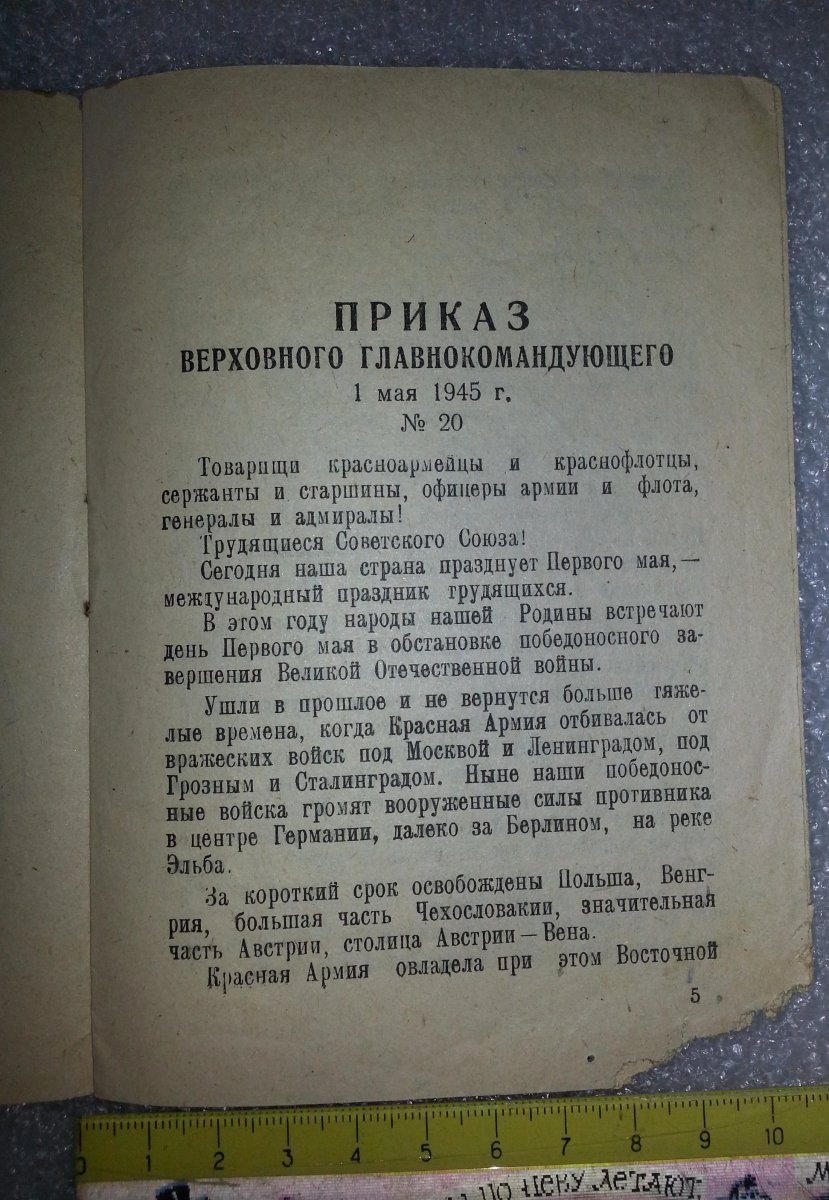 ПРИКАЗ
ВЕРХОВНОГО ГЛАВНОКОМАНДУЮЩЕГО
1 мая 1945 г.
№ 20
Товарищи красноармейцы и краснофлотцы,
сержанты и старшины, офицеры армии и флота,
генералы и адмиралы!
Трудящиеся Советского Союза!
Сегодня наша страна празднует Первого мая,—
международный праздник трудящихся.
В этом году народы нашей Родины встречают
день Первого мая в обстановке победоносного за-
вершения Великой Отечественной войны.
Ушли в прошлое и не вернутся больше тяже-
лые времена, когда Красная Армия отбивалась от
вражеских войск под Москвой и Ленинградом, под
Грозным и Сталинградом. Ныне наши победонос-
ные войска громят вооруженные силы противника
в центре Германии, далеко за Берлином, на реке
Эльба.
За короткий срок освобождены Польша, Венг-
рия, большая часть Чехословакии, значительная
часть Австрии, столица Австрии — Вена.
Красная Армия овладела при этом Восточной
5
0 1 2 3 4 5 6 7 8 9 10
ЛЕТАЮТ